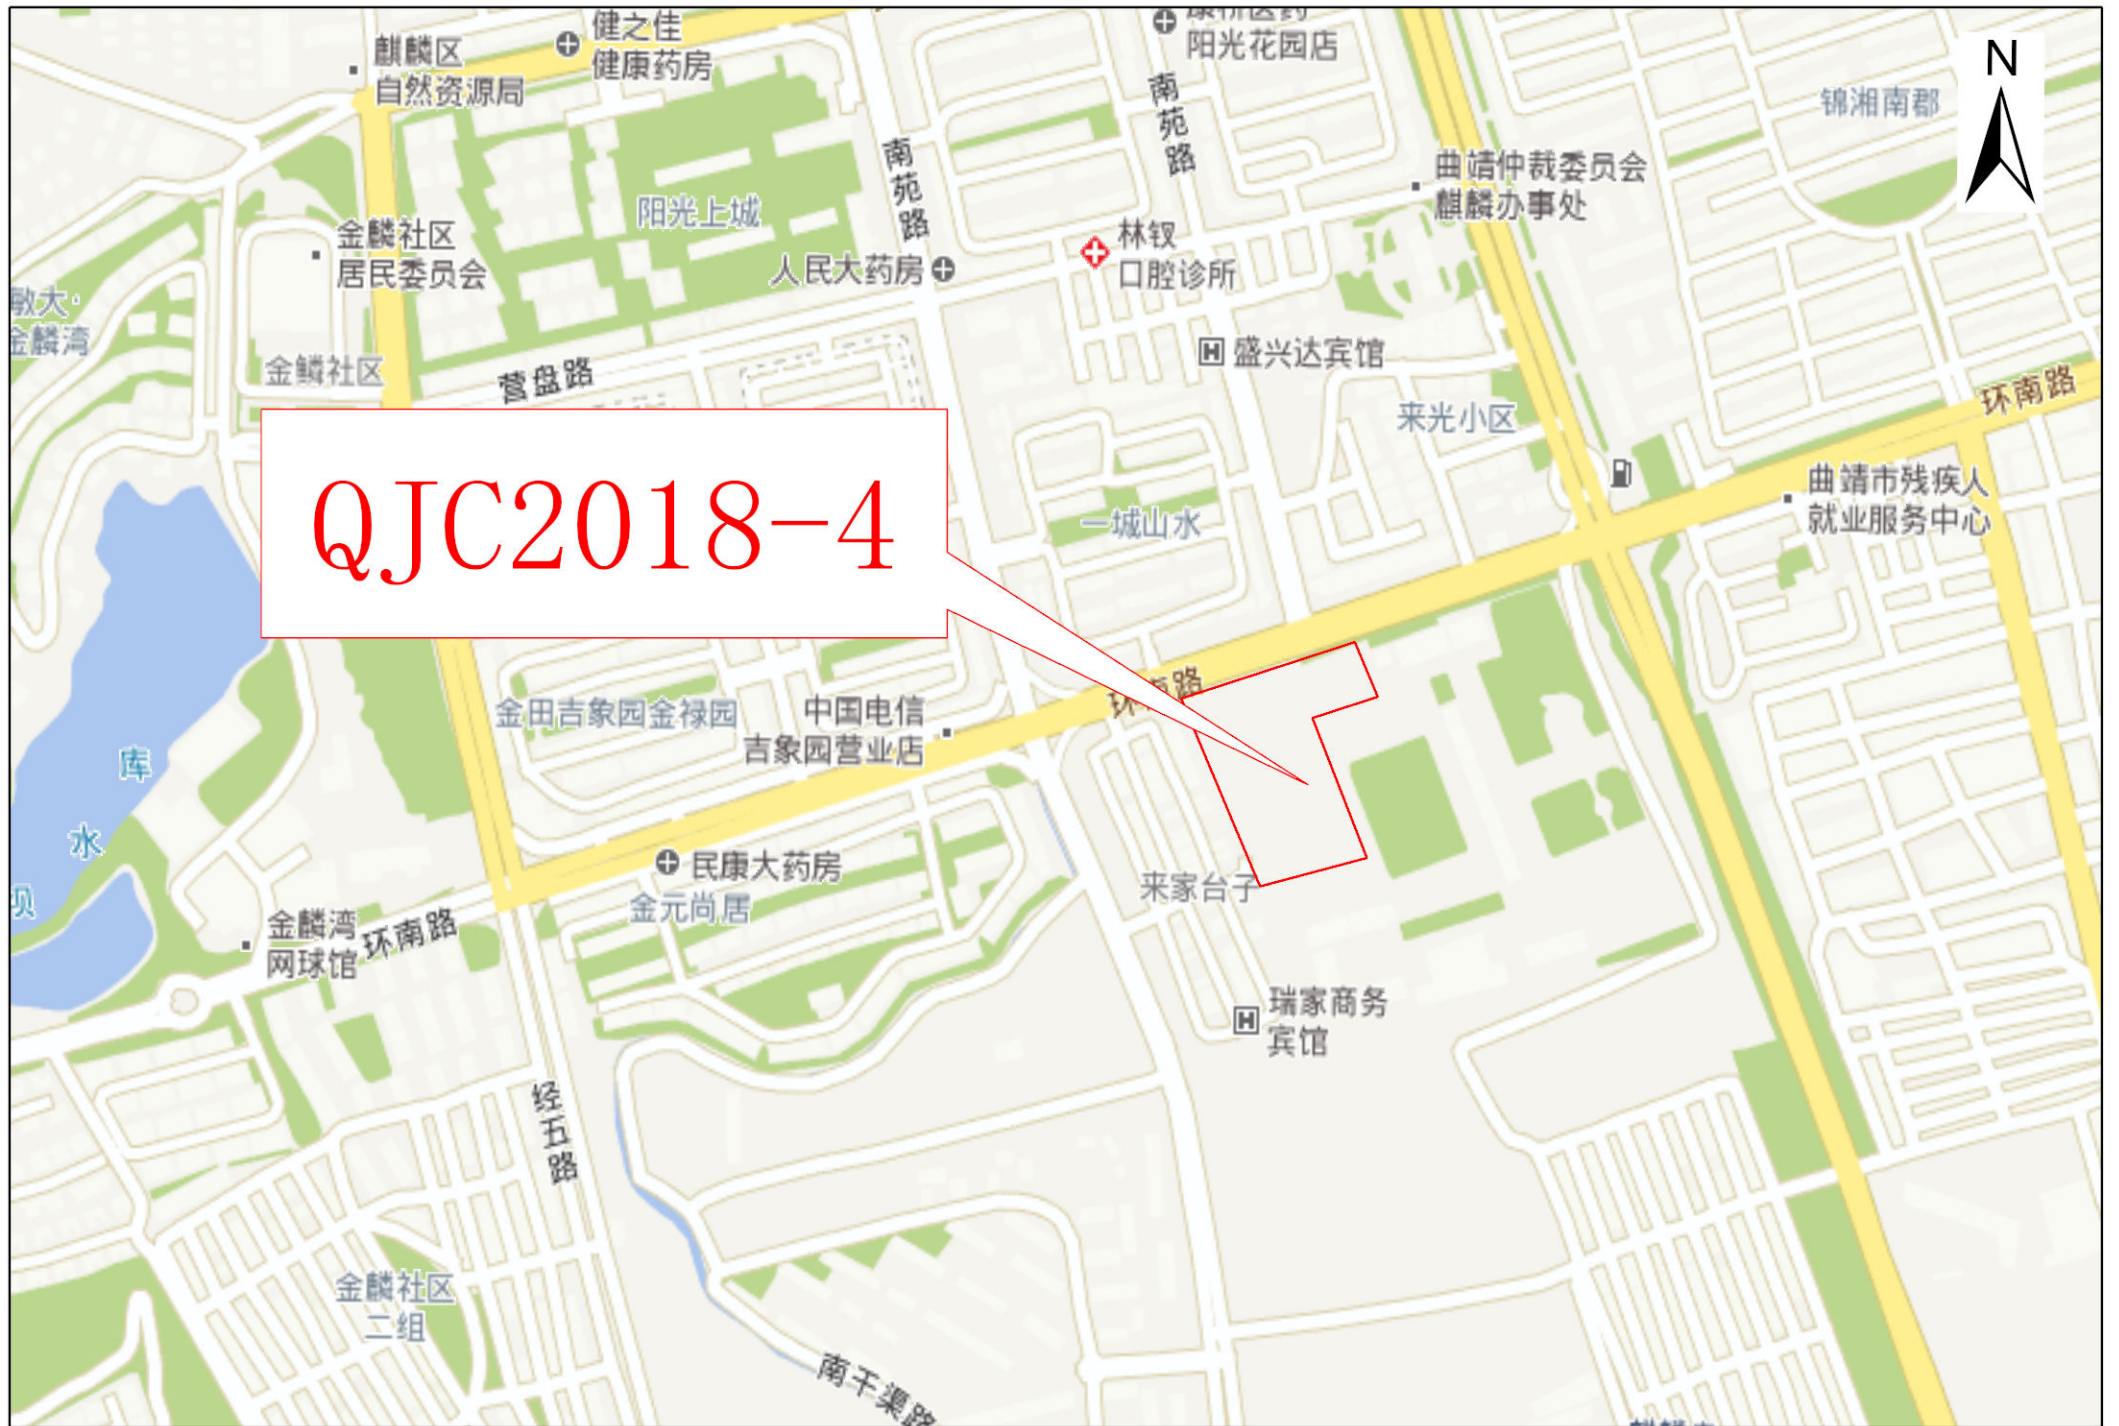 健之佳
健康药房
麒麟区
自然资源局
阳光花园店
N
南苑路
锦湘南郡
南苑路
曲靖仲裁委员会
麒麟办事处
阳光上城
金麟社区
居民委员会
林钗
口腔诊所
人民大药房
敏大·
金麟湾
盛兴达宾馆
金鳞社区
营盘路
环南路
来光小区
QJC2018-4
曲靖市残疾人
就业服务中心
一城山水
环南路
金田吉象园金禄园
中国电信
吉象园营业店
库
水
坝
民康大药房
金元尚居
来家台子
金麟湾
网球馆
环南路
瑞家商务
宾馆
经五路
金麟社区
二组
南干渠路